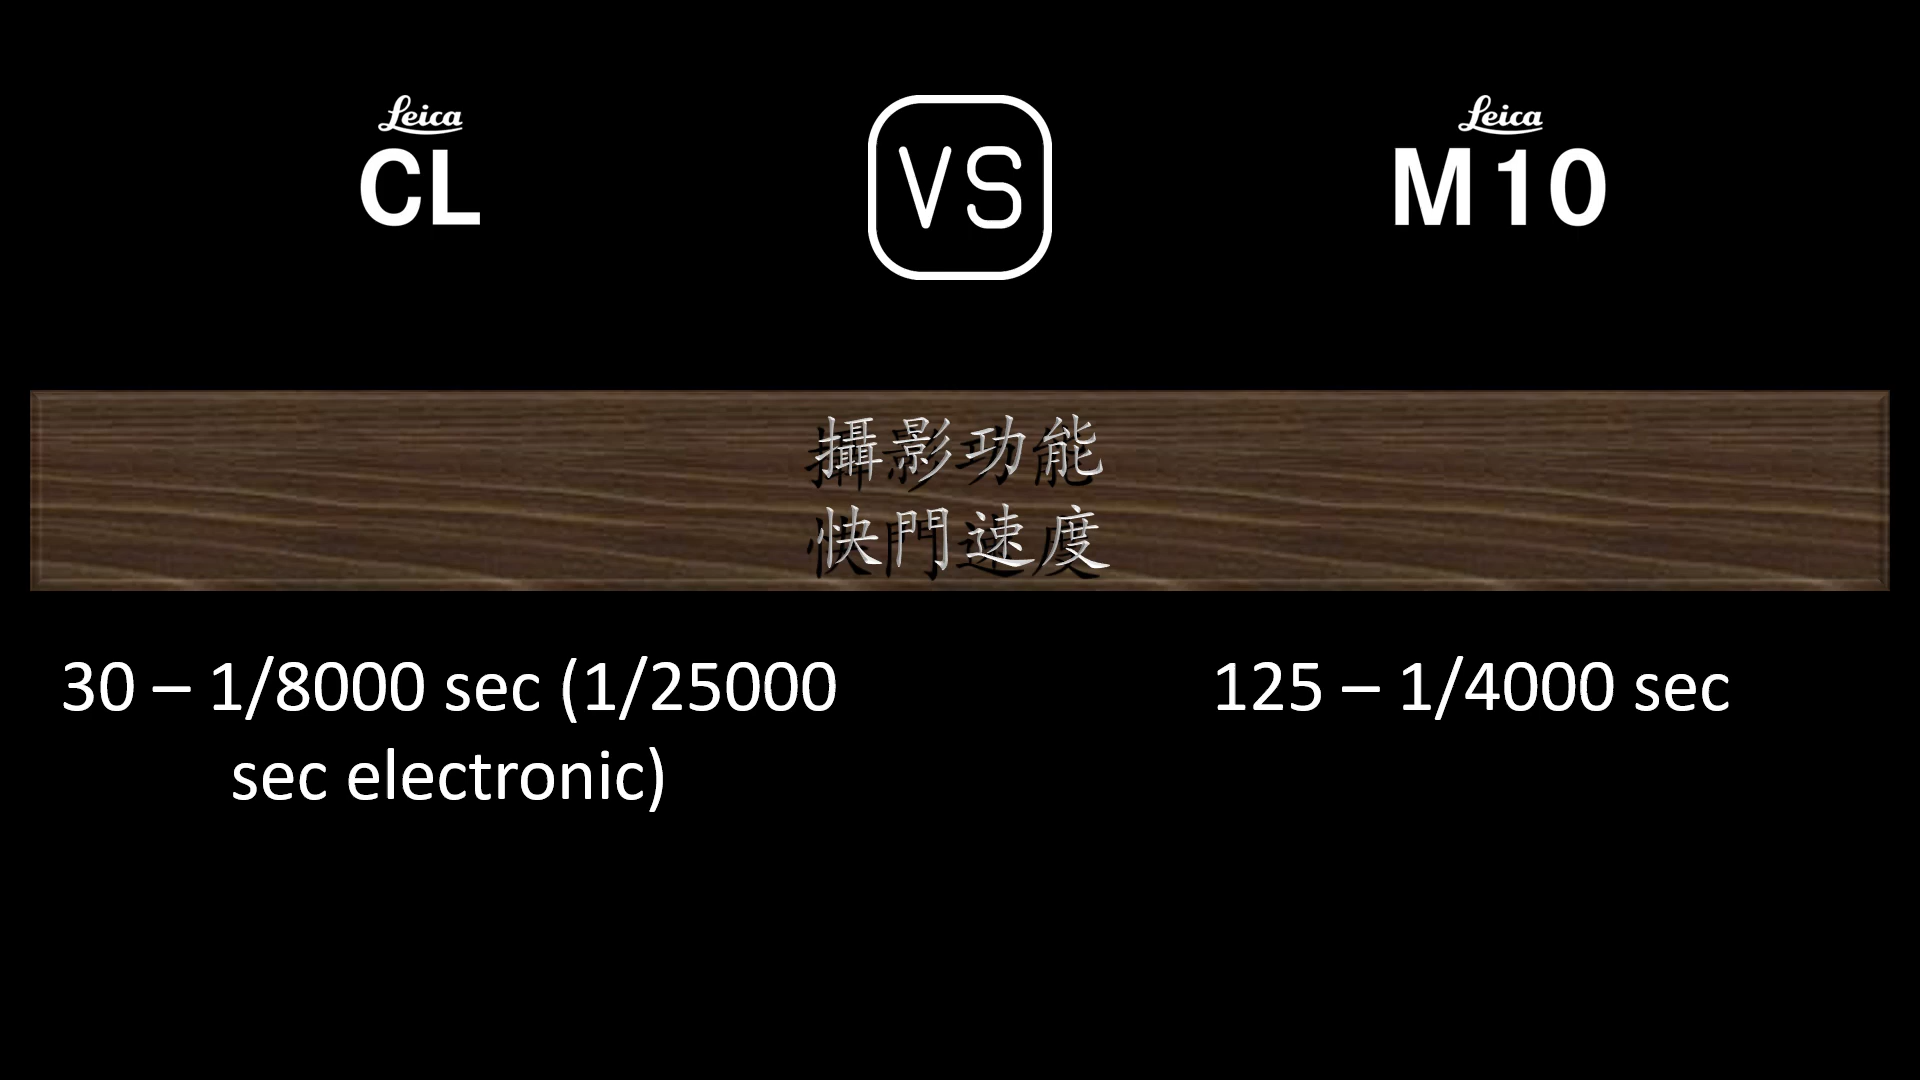 Leica
CL
VS
Leica
M10
攝影功能
快門速度
30 – 1/8000 sec (1/25000
sec electronic)
125 – 1/4000 sec